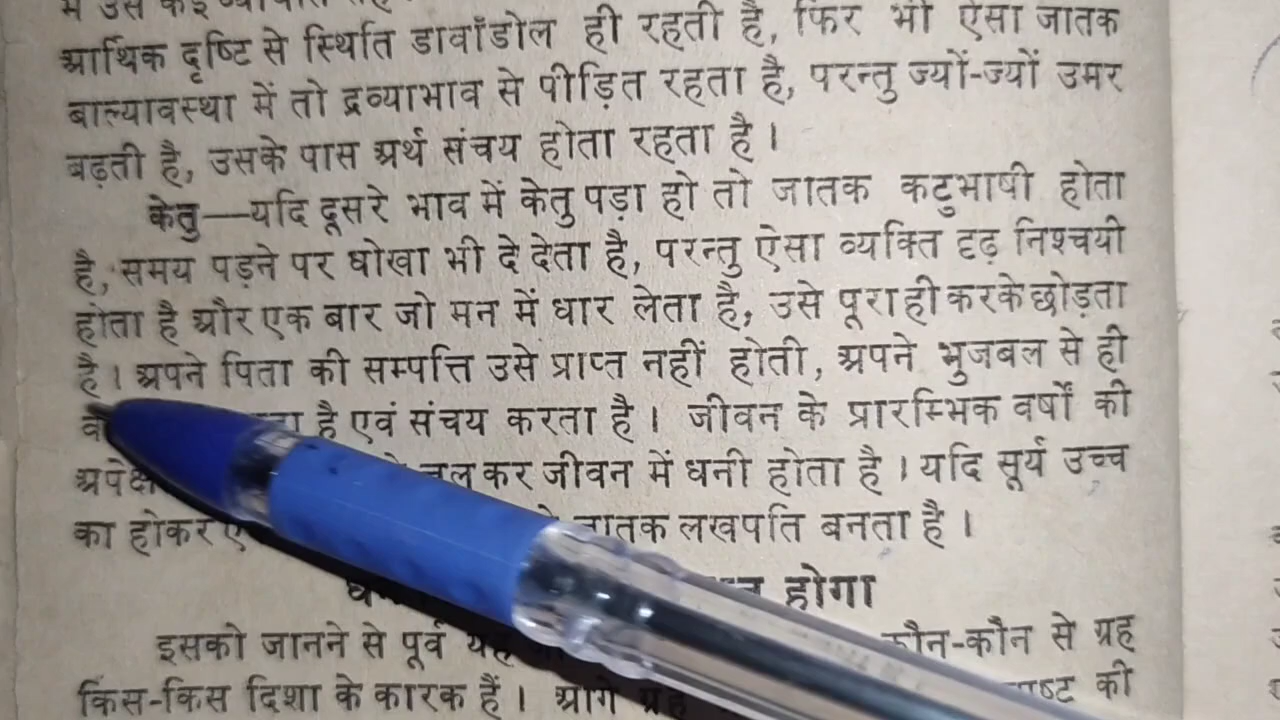 आर्थिक दृष्टि से स्थिति डावाँडोल ही रहती है, फिर भी ऐसा जातक
बाल्यावस्था में तो द्रव्याभाव से पीड़ित रहता है, परन्तु ज्यों-ज्यों उमर
बढ़ती है, उसके पास अर्थ संचय होता रहता है ।
केतु—यदि दूसरे भाव में केतु पड़ा हो तो जातक कटुभाषी होता
है, समय पड़ने पर धोखा भी दे देता है, परन्तु ऐसा व्यक्ति दृढ़ निश्चयी
होता है और एक बार जो मन में धार लेता है, उसे पूरा ही करके छोड़ता
है । अपने पिता की सम्पत्ति उसे प्राप्त नहीं होती, अपने भुजबल से ही
है एवं संचय करता है । जीवन के प्रारम्भिक वर्षों की
चलकर जीवन में धनी होता है । यदि सूर्य उच्च
का होकर जातक लखपति बनता है ।
होगा
इसको जानने से पूर्व यह कौन-कौन से ग्रह
किस-किस दिशा के कारक हैं । आगे ग्रह की